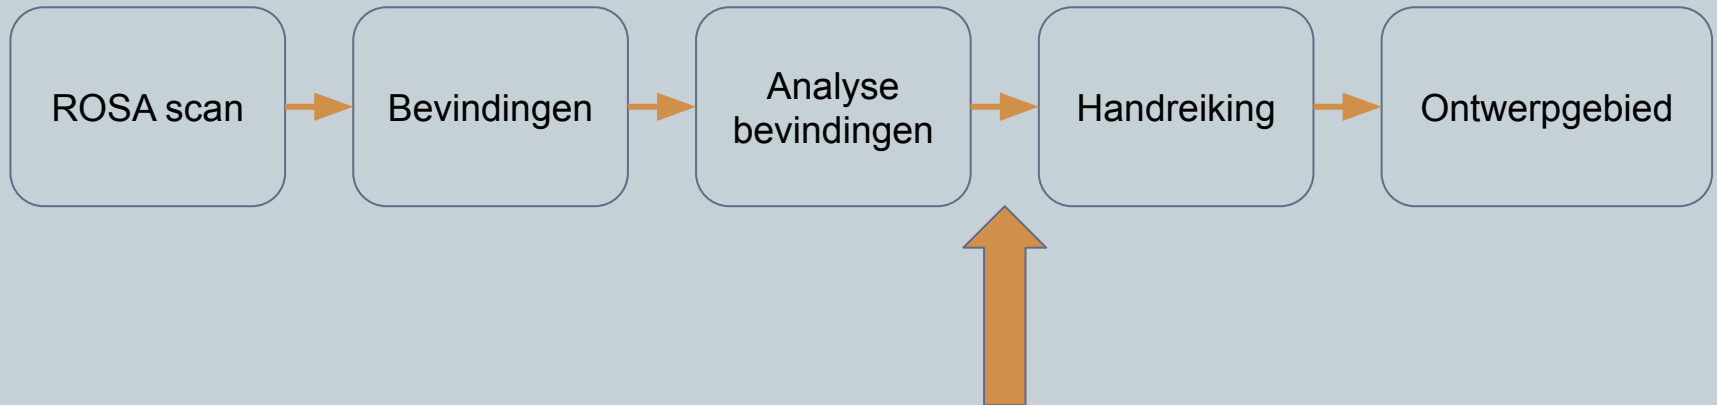 ROSA scan
Bevindingen
Analyse
bevindingen
Handreiking
Ontwerpgebied